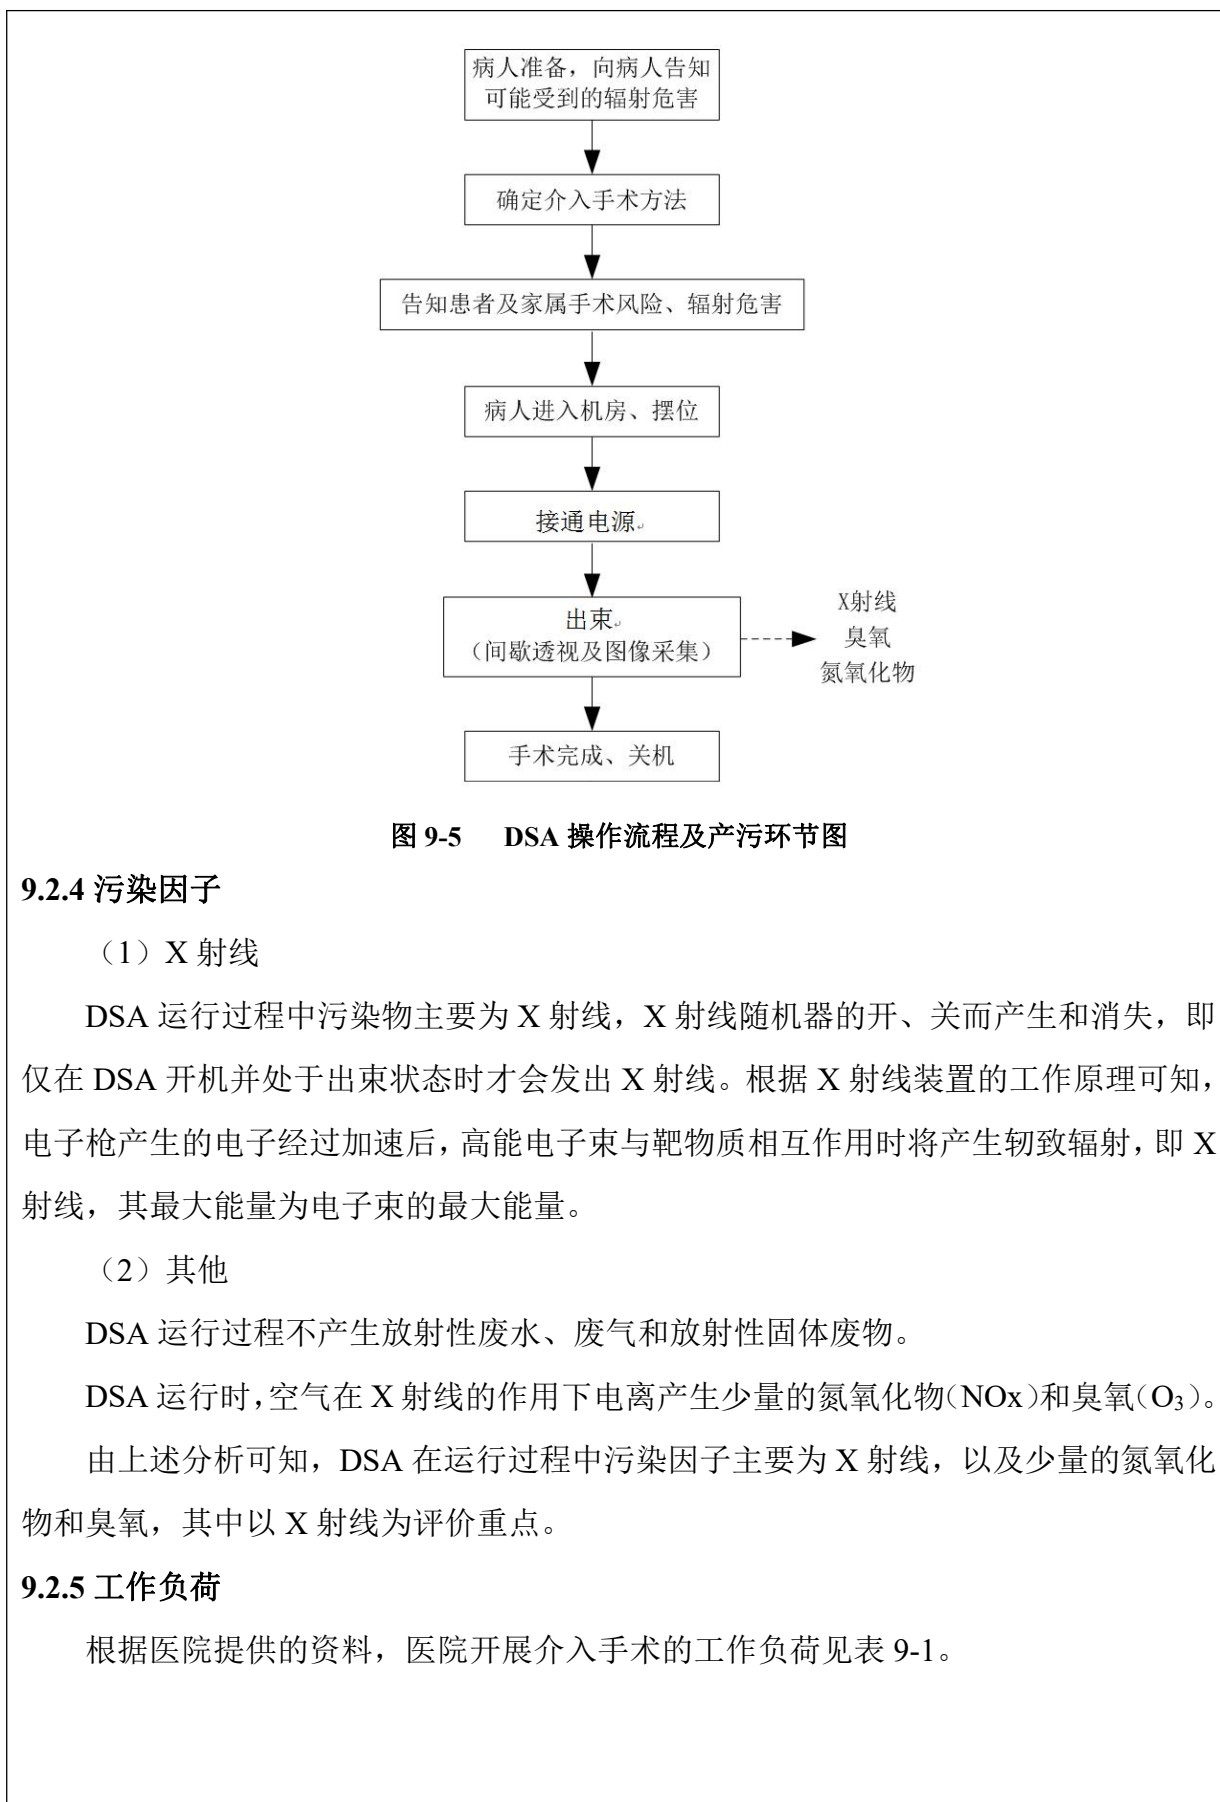 病人准备，向病人告知
可能受到的辐射危害
确定介入手术方法
告知患者及家属手术风险、辐射危害
病人进入机房、摆位
接通电源
出束
（间歇透视及图像采集）
X射线
臭氧
氮氧化物
手术完成、关机
图 9-5 DSA 操作流程及产污环节图
9.2.4 污染因子
（1）X 射线
DSA 运行过程中污染物主要为 X 射线，X 射线随机器的开、关而产生和消失，即
仅在 DSA 开机并处于出束状态时才会发出 X 射线。根据 X 射线装置的工作原理可知，
电子枪产生的电子经过加速后，高能电子束与靶物质相互作用时将产生轫致辐射，即 X
射线，其最大能量为电子束的最大能量。
（2）其他
DSA 运行过程不产生放射性废水、废气和放射性固体废物。
DSA 运行时，空气在 X 射线的作用下电离产生少量的氮氧化物（NOx）和臭氧（O₃）。
由上述分析可知，DSA 在运行过程中污染因子主要为 X 射线，以及少量的氮氧化
物和臭氧，其中以 X 射线为评价重点。
9.2.5 工作负荷
根据医院提供的资料，医院开展介入手术的工作负荷见表 9-1。